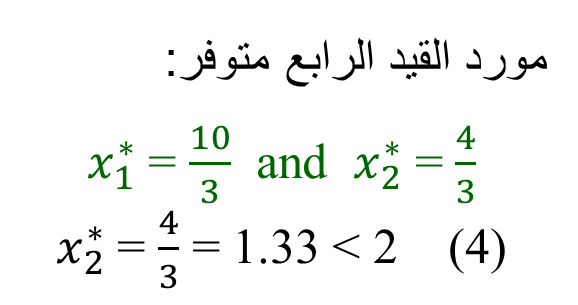 مورد القيد الرابع متوفر:
x₁* = 10/3 and x₂* = 4/3
x₂* = 4/3 = 1.33 < 2 (4)